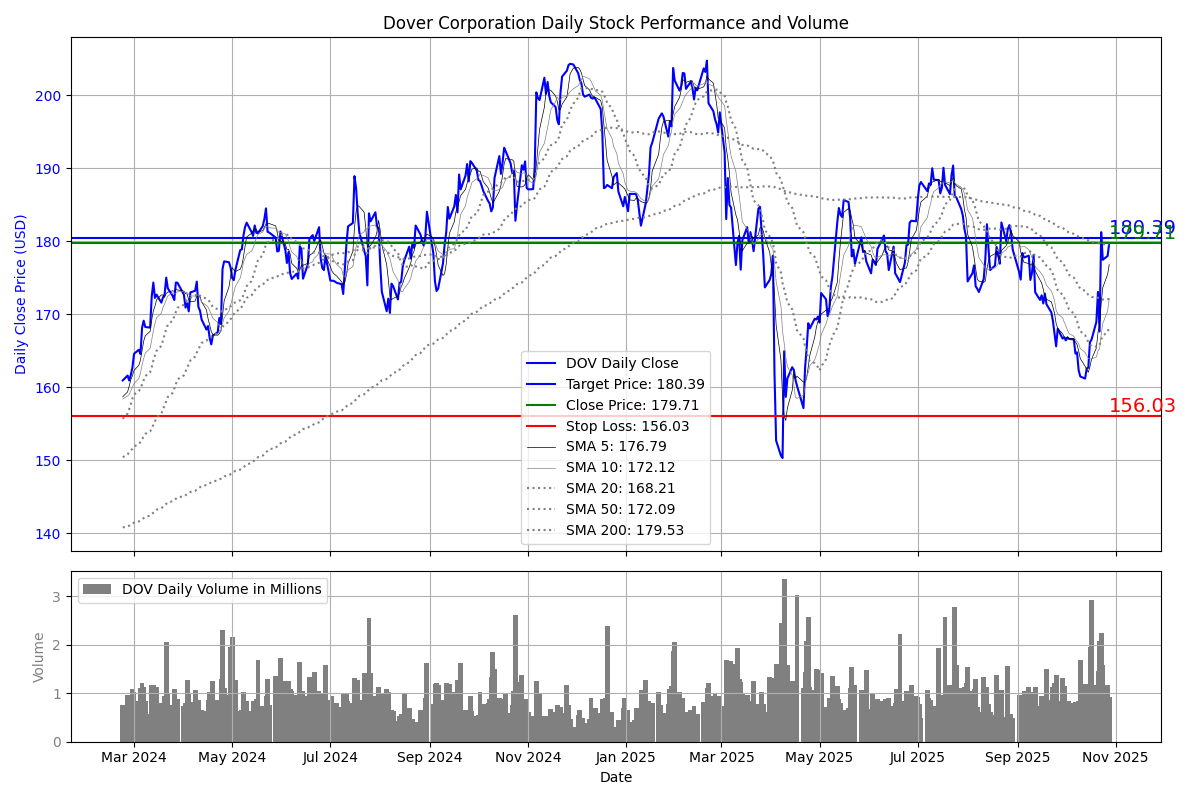 Dover Corporation Daily Stock Performance and Volume
Daily Close Price (USD)
200
190
180
170
160
150
140
180.39
179.71
156.03
DOV Daily Close
Target Price: 180.39
Close Price: 179.71
Stop Loss: 156.03
SMA 5: 176.79
SMA 10: 172.12
SMA 20: 168.21
SMA 50: 172.09
SMA 200: 179.53
DOV Daily Volume in Millions
Volume
3
2
1
0
Mar 2024 May 2024 Jul 2024 Sep 2024 Nov 2024 Jan 2025 Mar 2025 May 2025 Jul 2025 Sep 2025 Nov 2025
Date